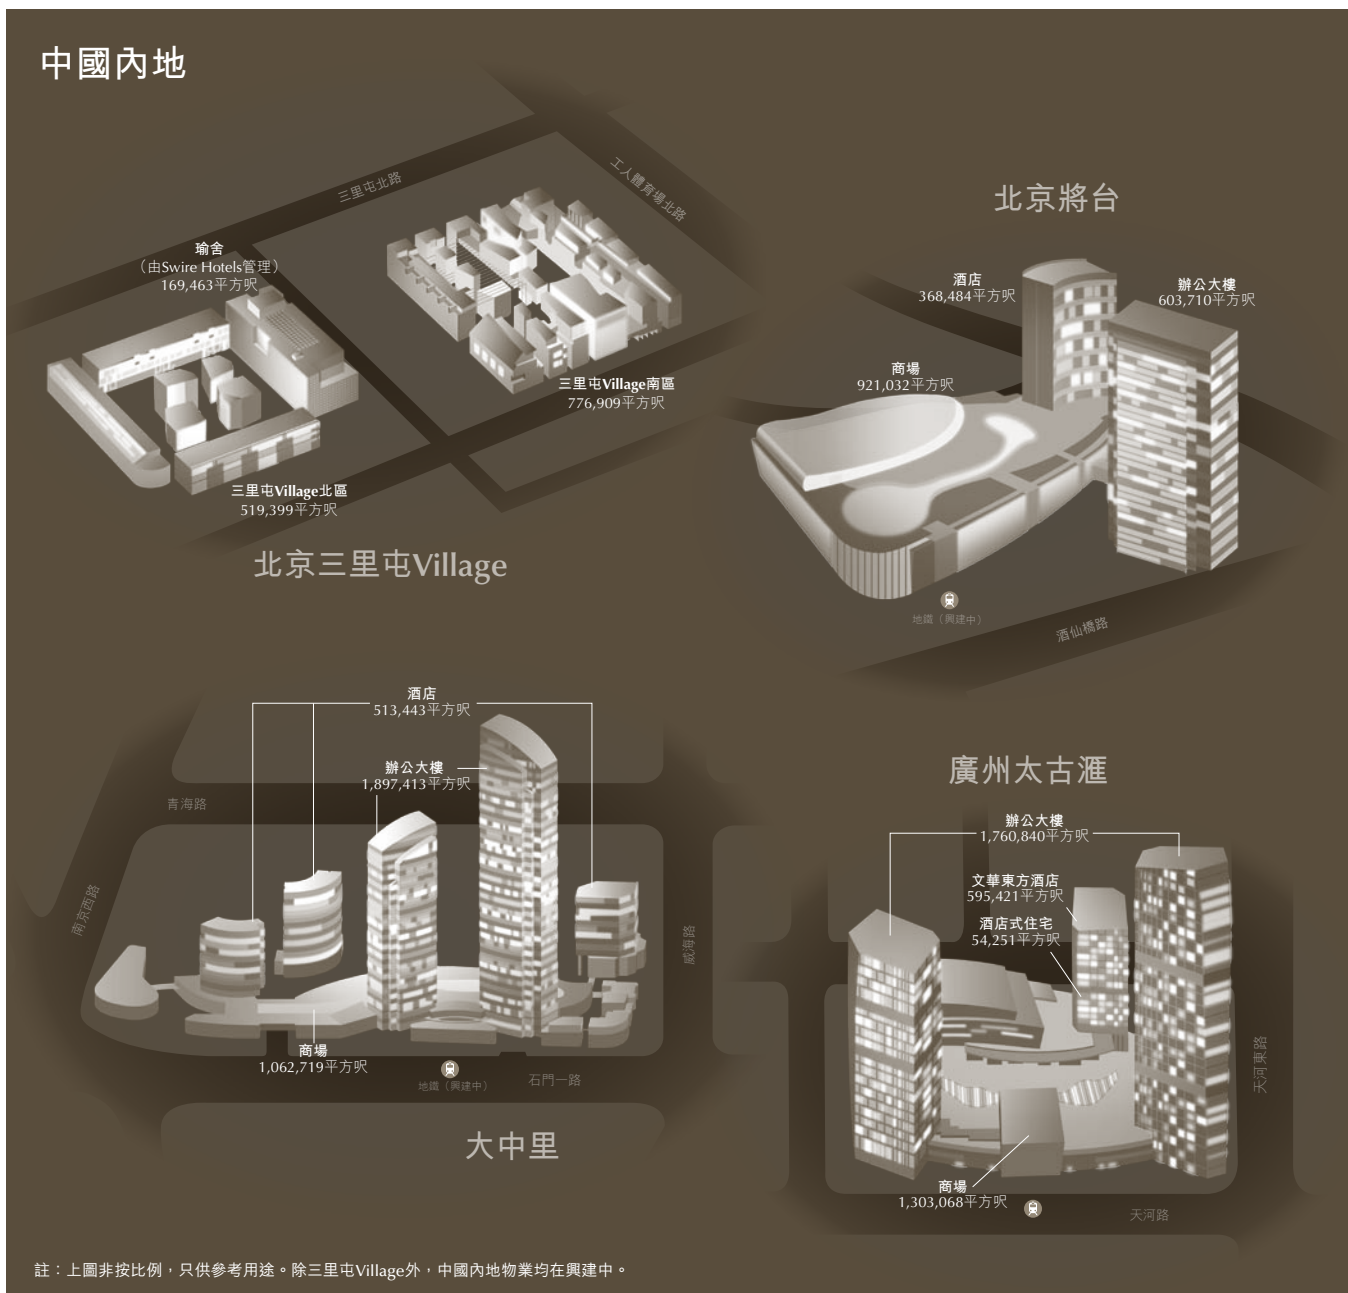 中國內地
三里屯北路
工人體育場北路
瑜舍
（由Swire Hotels管理）
169,463平方呎
三里屯Village南區
776,909平方呎
三里屯Village北區
519,399平方呎
北京三里屯Village
北京將台
酒店
368,484平方呎
辦公大樓
603,710平方呎
商場
921,032平方呎
地鐵（興建中）
酒仙橋路
酒店
513,443平方呎
辦公大樓
1,897,413平方呎
青海路
南京西路
威海路
商場
1,062,719平方呎
地鐵（興建中）
石門一路
大中里
廣州太古滙
辦公大樓
1,760,840平方呎
文華東方酒店
595,421平方呎
酒店式住宅
54,251平方呎
天河東路
商場
1,303,068平方呎
天河路
註：上圖非按比例，只供參考用途。除三里屯Village外，中國內地物業均在興建中。